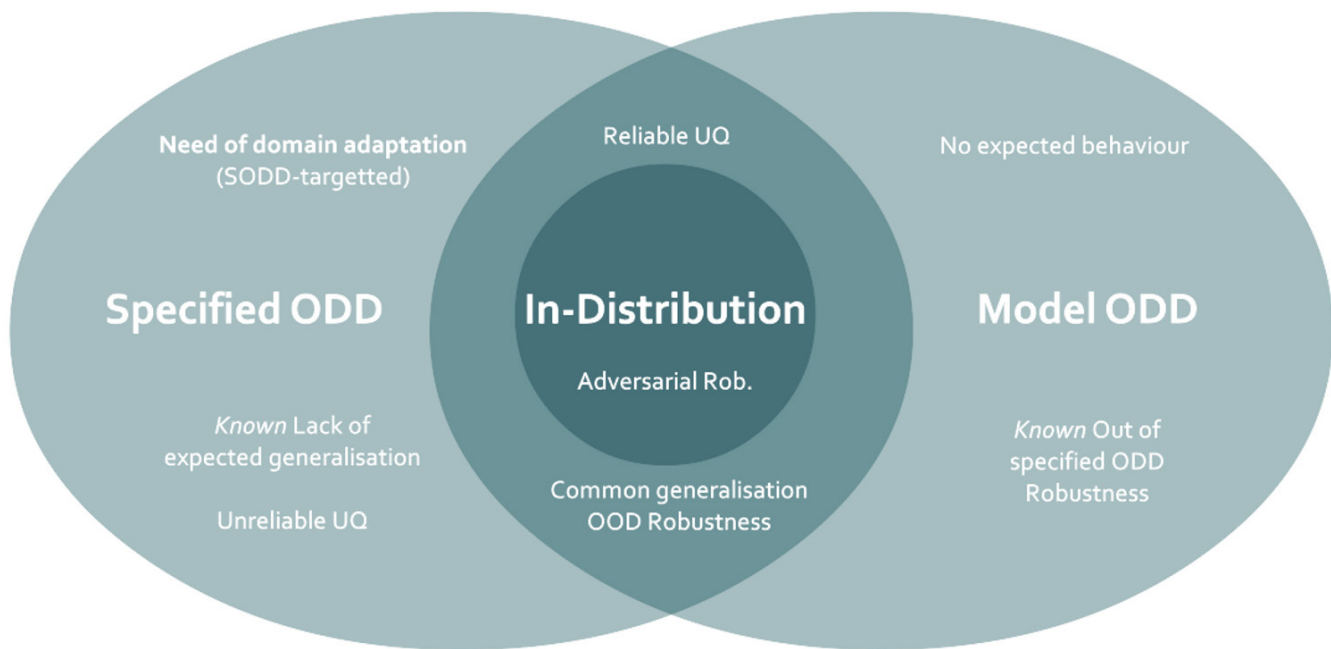 Need of domain adaptation
(SODD-targetted)
Specified ODD
Known Lack of
expected generalisation
Unreliable UQ
Reliable UQ
In-Distribution
Adversarial Rob.
Common generalisation
OOD Robustness
No expected behaviour
Model ODD
Known Out of
specified ODD
Robustness